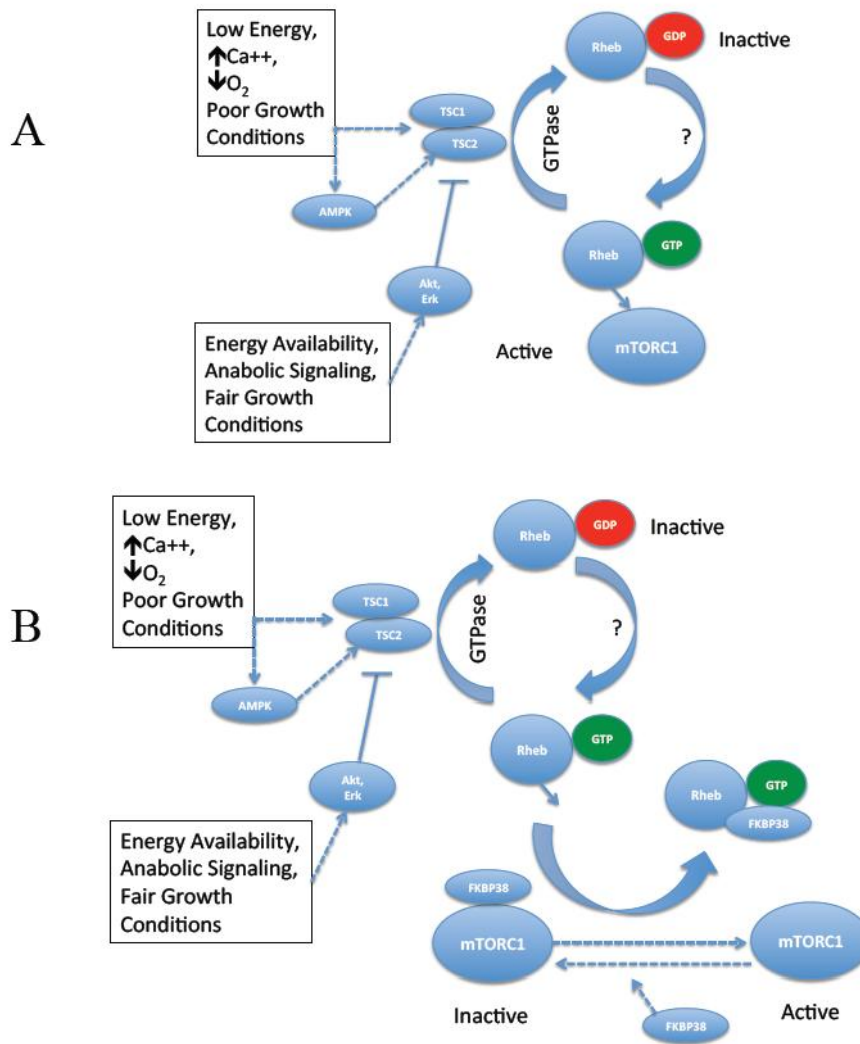 A
Low Energy,
↑Ca++,
↓O₂
Poor Growth
Conditions
TSC1
TSC2
AMPK
Akt,
Erk
Energy Availability,
Anabolic Signaling,
Fair Growth
Conditions
GTPase
?
Rheb
GDP
Inactive
Rheb
GTP
Active
mTORC1
B
Low Energy,
↑Ca++,
↓O₂
Poor Growth
Conditions
TSC1
TSC2
AMPK
Akt,
Erk
Energy Availability,
Anabolic Signaling,
Fair Growth
Conditions
GTPase
?
Rheb
GDP
Inactive
Rheb
GTP
Rheb
GTP
FKBP38
FKBP38
mTORC1
Inactive
mTORC1
Active
FKBP38